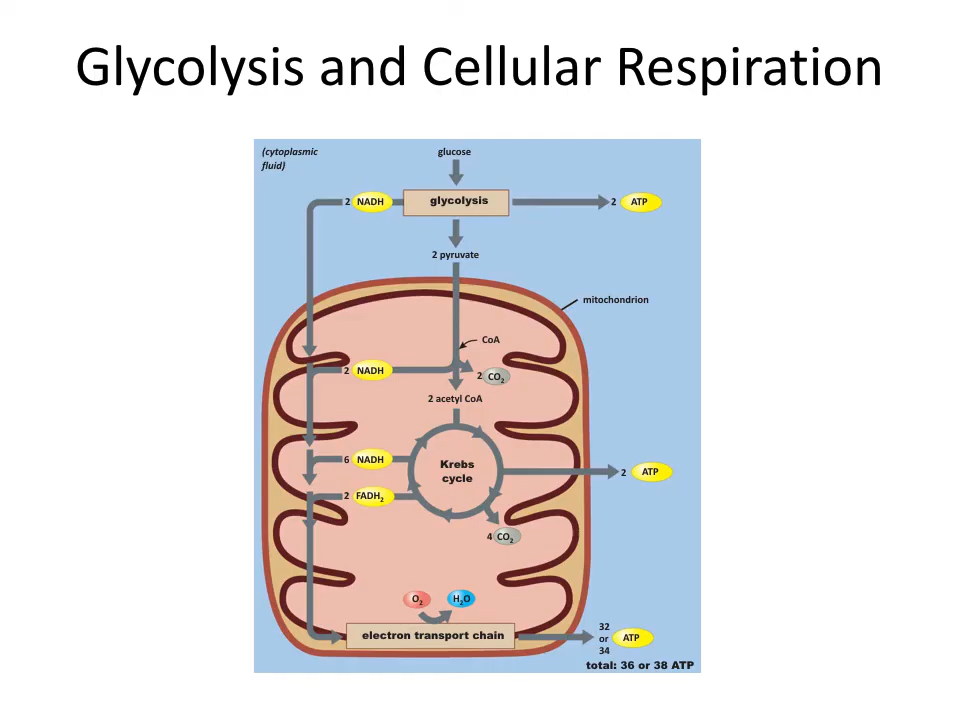 Glycolysis and Cellular Respiration
(cytoplasmic
fluid)
glucose
2 NADH
glycolysis
2 ATP
2 pyruvate
mitochondrion
CoA
2 NADH
2 CO₂
2 acetyl CoA
6 NADH
Krebs
cycle
2 ATP
2 FADH₂
4 CO₂
O₂
H₂O
electron transport chain
32
or
34
ATP
total: 36 or 38 ATP